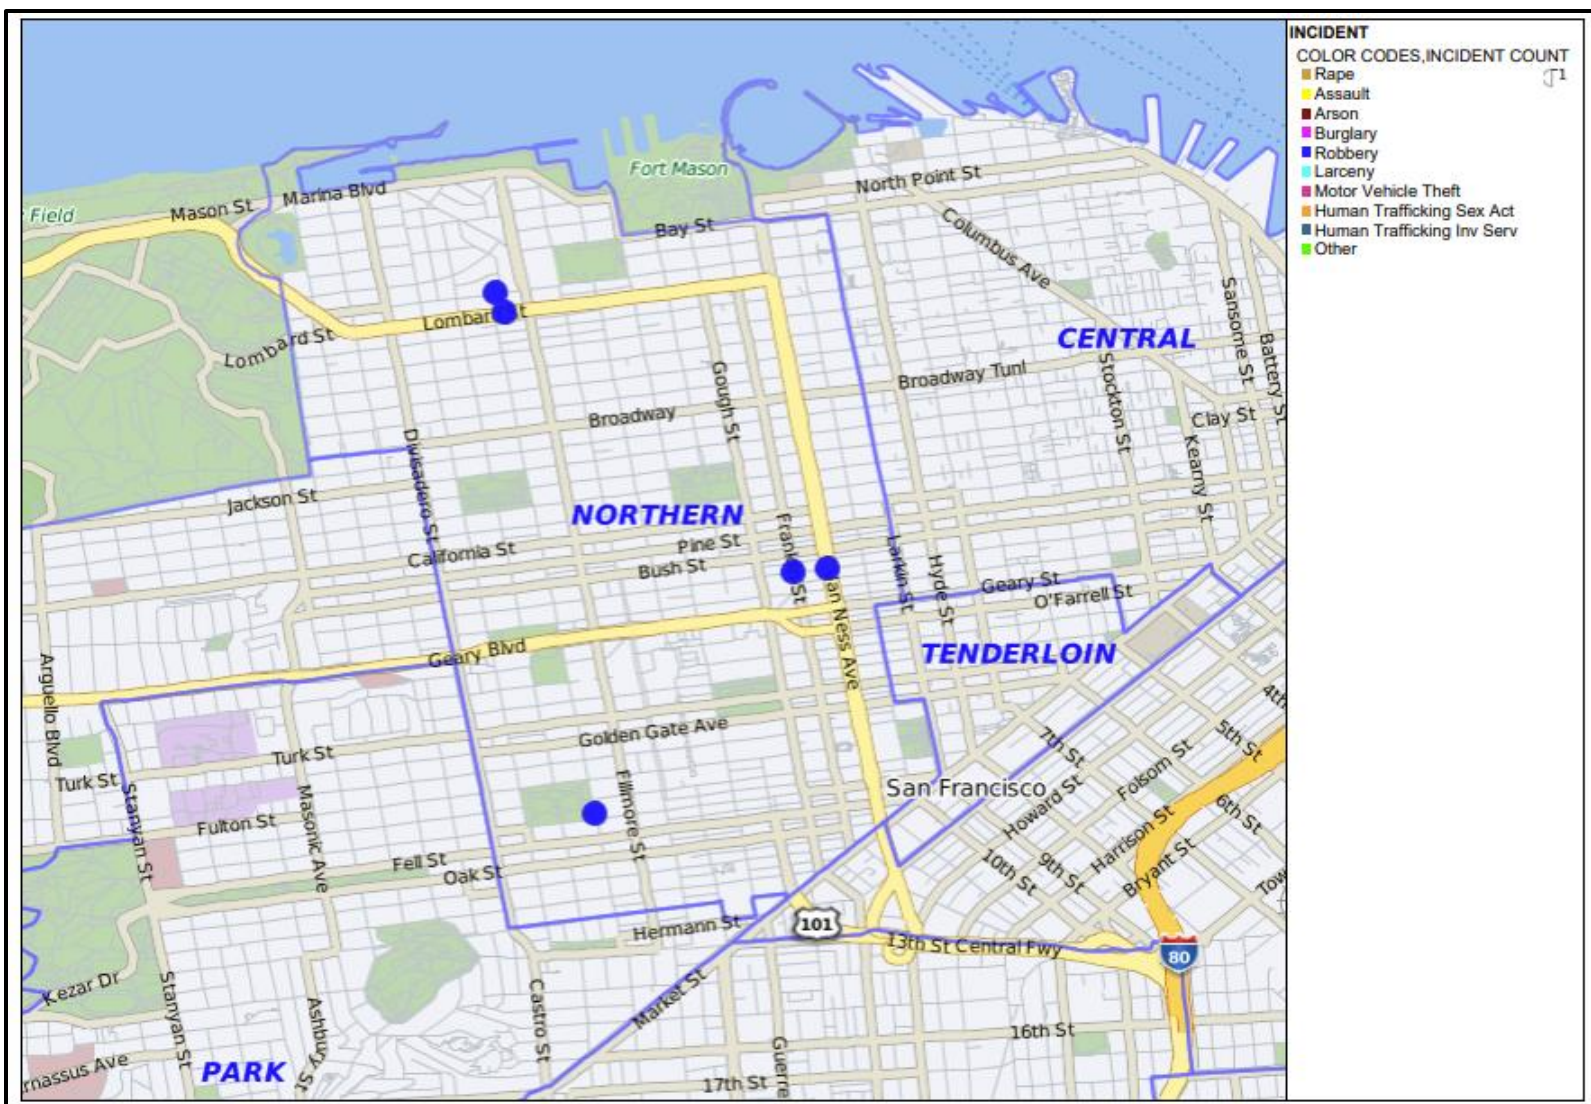 INCIDENT
COLOR CODES,INCIDENT COUNT
Rape
1
Assault
Arson
Burglary
Robbery
Larceny
Motor Vehicle Theft
Human Trafficking Sex Act
Human Trafficking Inv Serv
Other
Fort Mason
North Point St
Marina Blvd
Mason St
Field
Bay St
Columbus Ave
Sansome St
Lombard St
Lombard St
CENTRAL
Battery St
Broadway Tunl
Stockton St
Gough St
Broadway
Clay St
Divisadero St
Kearny St
Jackson St
NORTHERN
Pine St
California St
Bush St
St
Larkin St
Hyde St
Geary St
O'Farrell St
an Ness Ave
Geary Blvd
TENDERLOIN
Arguello Blvd
4th
5th St
Golden Gate Ave
7th St
Turk St
Folsom St
Turk St
San Francisco
Howard St
6th St
Stanyan St
Masonic Ave
Fillmore St
Fulton St
Harrison St
Fell St
Oak St
10th St
9th St
Bryant St
Hermann St
101
13th St Central Fwy
80
Kezar Dr
Stanyan St
Ashbury St
Castro St
Market St
16th St
Guerre
rnassus Ave
PARK
17th St